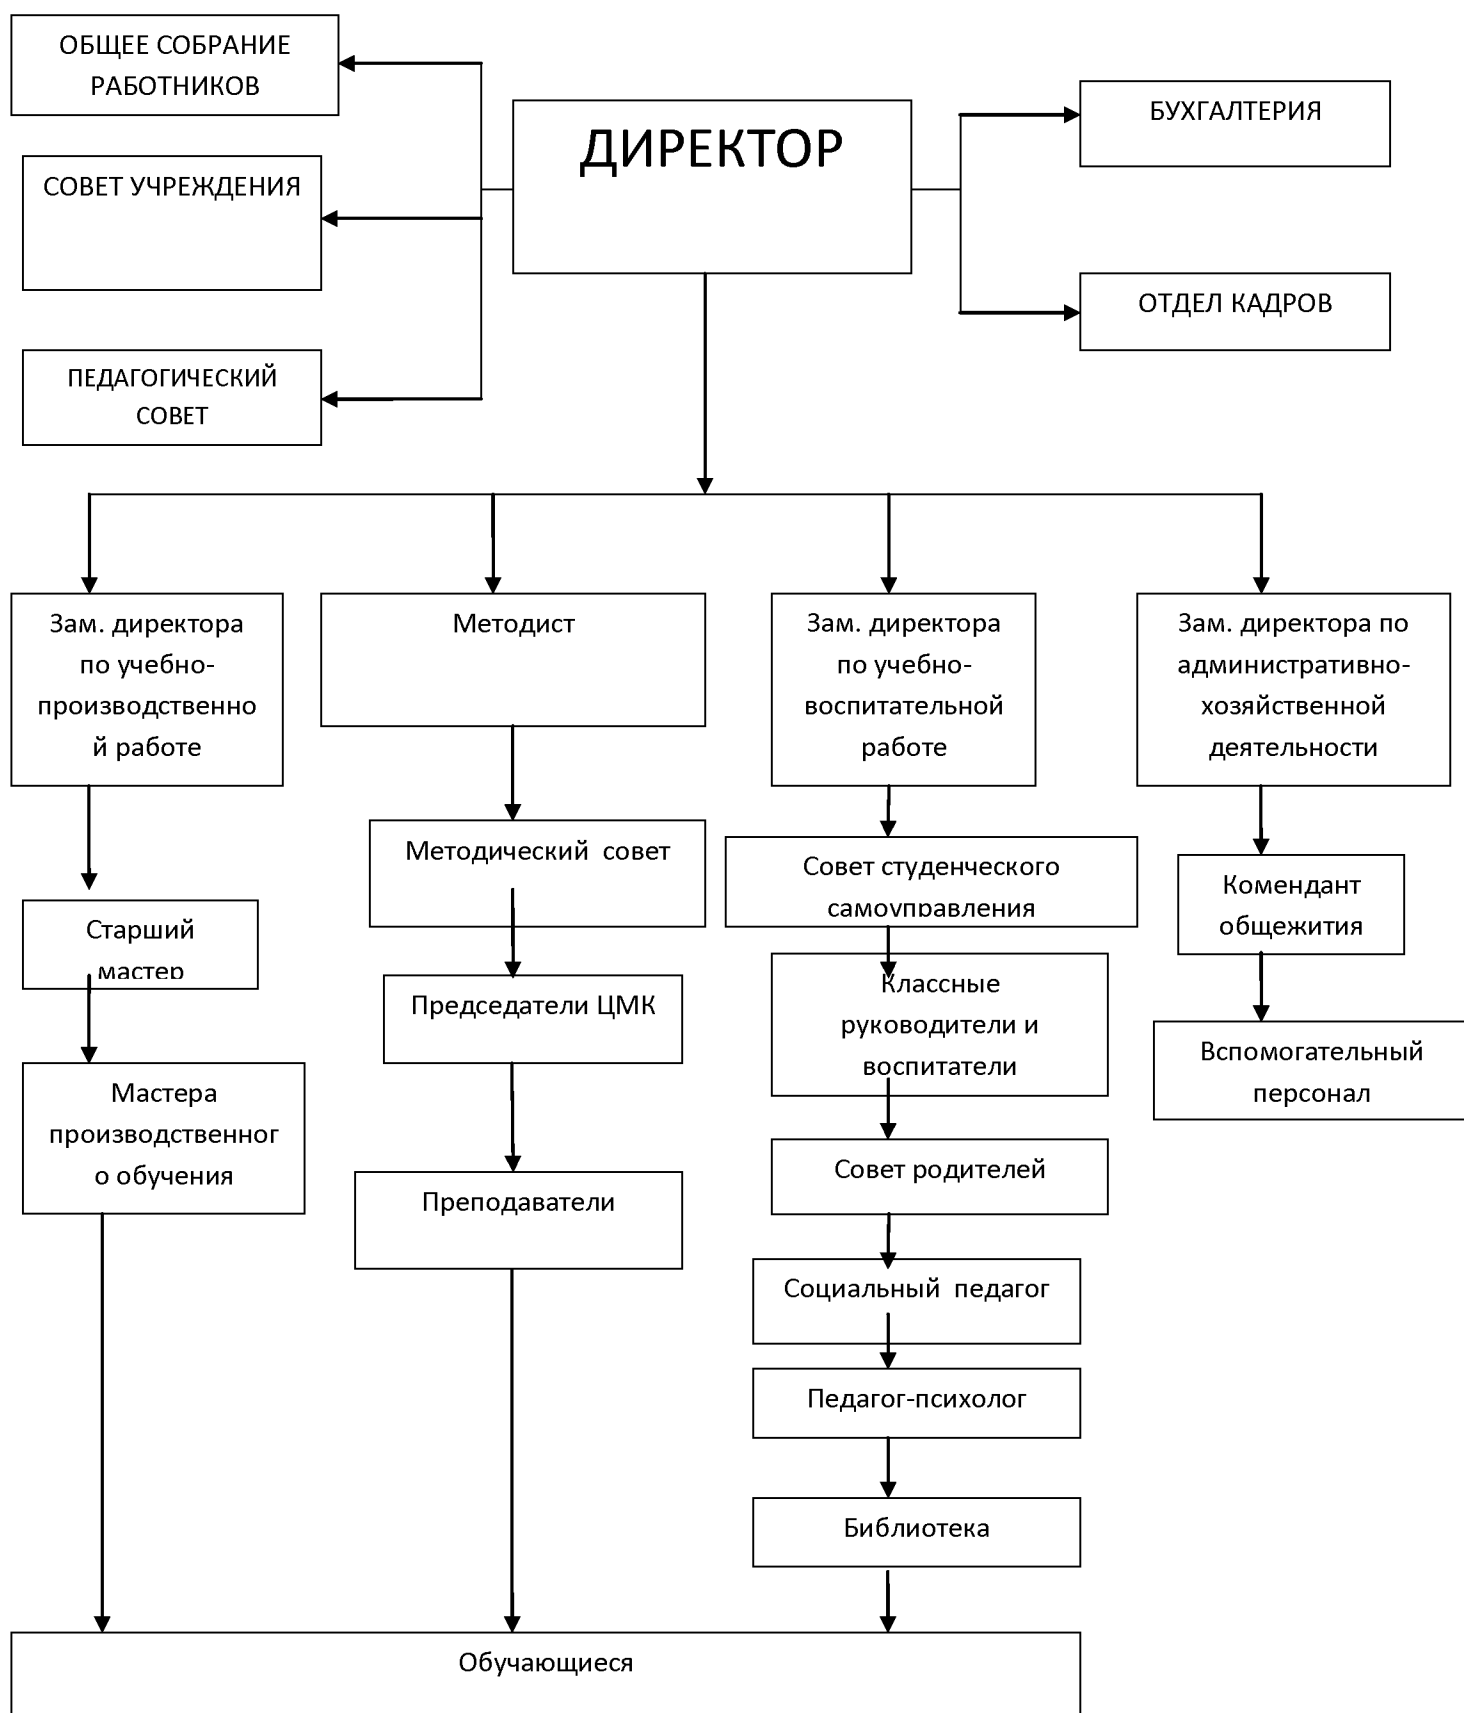 ОБЩЕЕ СОБРАНИЕ
РАБОТНИКОВ
ДИРЕКТОР
БУХГАЛТЕРИЯ
СОВЕТ УЧРЕЖДЕНИЯ
ОТДЕЛ КАДРОВ
ПЕДАГОГИЧЕСКИЙ
СОВЕТ
Зам. директора
по учебно-
производственно
й работе
Методист
Зам. директора
по учебно-
воспитательной
работе
Зам. директора по
административно-
хозяйственной
деятельности
Старший
мастер
Методический совет
Совет студенческого
самоуправления
Комендант
общежития
Мастера
производственног
о обучения
Председатели ЦМК
Классные
руководители и
воспитатели
Вспомогательный
персонал
Преподаватели
Совет родителей
Социальный педагог
Педагог-психолог
Библиотека
Обучающиеся